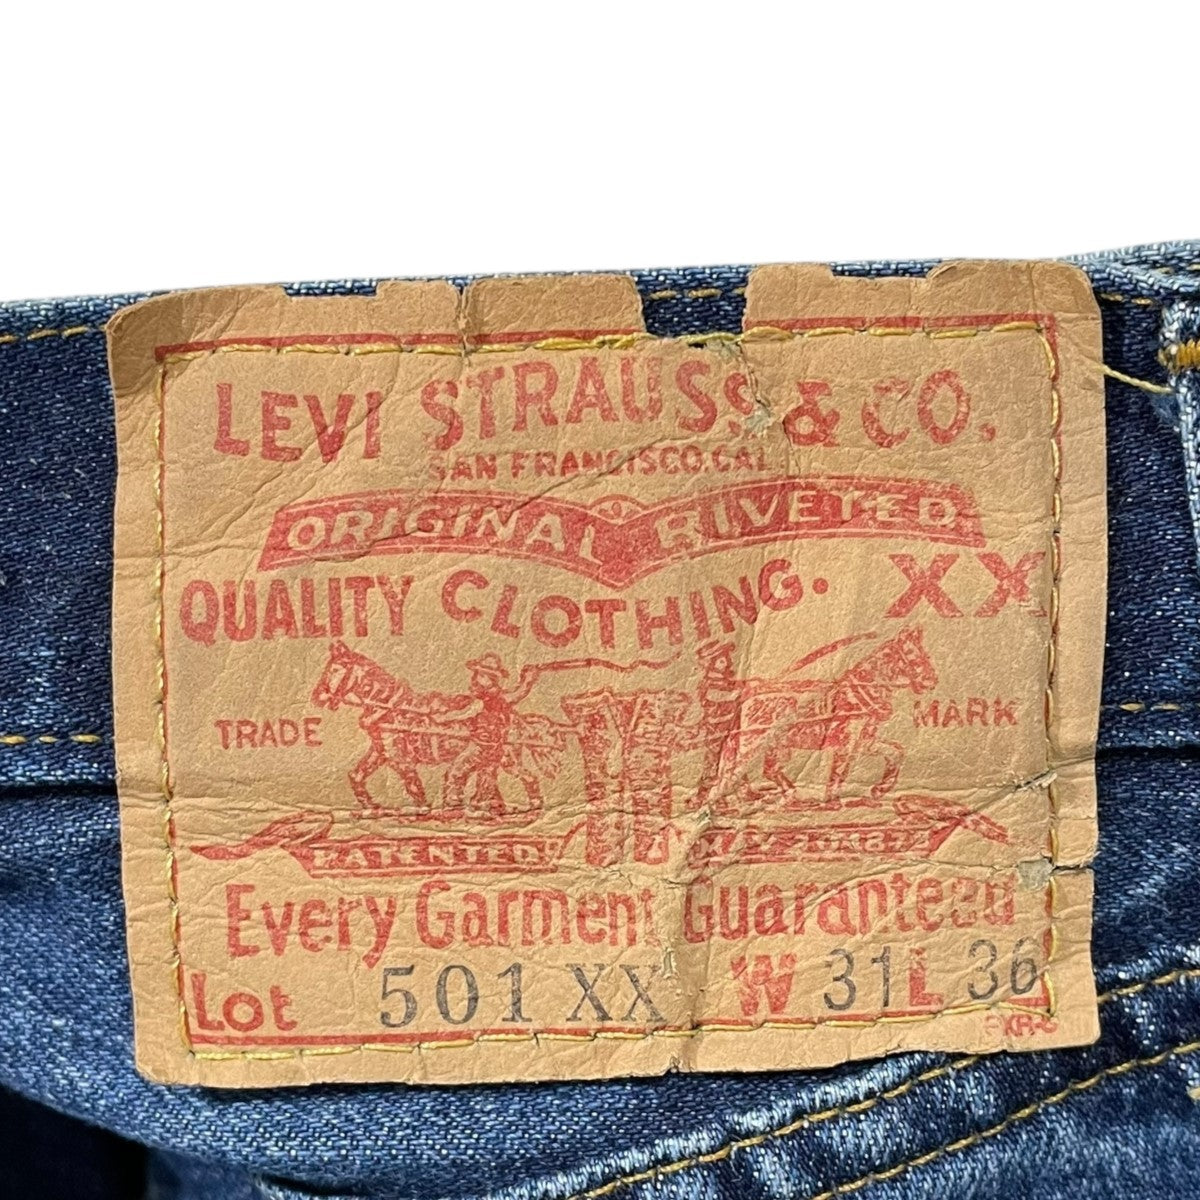 LEVI STRAUSS & CO.
SAN FRANCISCO, CAL.
ORIGINAL RIVETED
QUALITY CLOTHING. XX
TRADE MARK
PATENTED
Every Garment Guaranteed
Lot 501 XX W 31 L 36